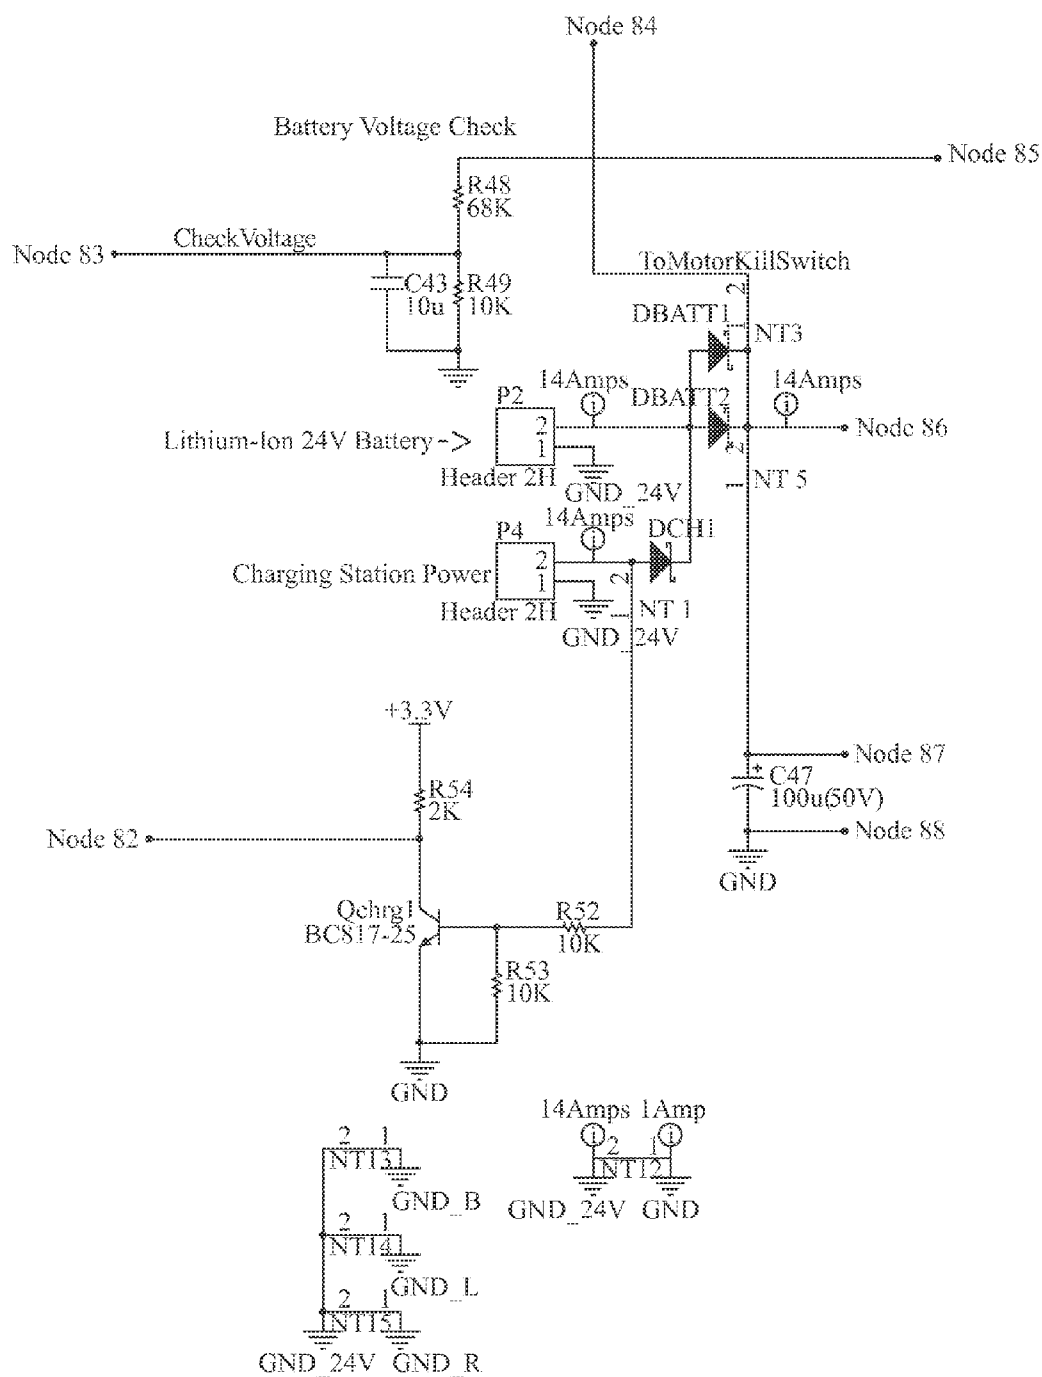 Node 84
Battery Voltage Check
Node 85
R48
68K
Node 83
CheckVoltage
ToMotorKillSwitch
C43
10u
R49
10K
2
DBATT1
1
NT3
14Amps
14Amps
P2
DBATT2
2
1
Lithium-Ion 24V Battery ->
Node 86
2
Header 2H
GND_24V
1
NT 5
14Amps
P4
DCH1
2
1
Charging Station Power
2
Header 2H
1
NT 1
GND_24V
+3.3V
Node 87
R54
2K
+
C47
100u(50V)
Node 82
Node 88
GND
Qchrg1
BC817-25
R52
10K
R53
10K
GND
14Amps
1Amp
i
i
2
1
NT12
GND_24V
GND
2
1
NT13
GND_B
2
1
NT14
GND_L
2
1
NT15
GND_24V
GND_R